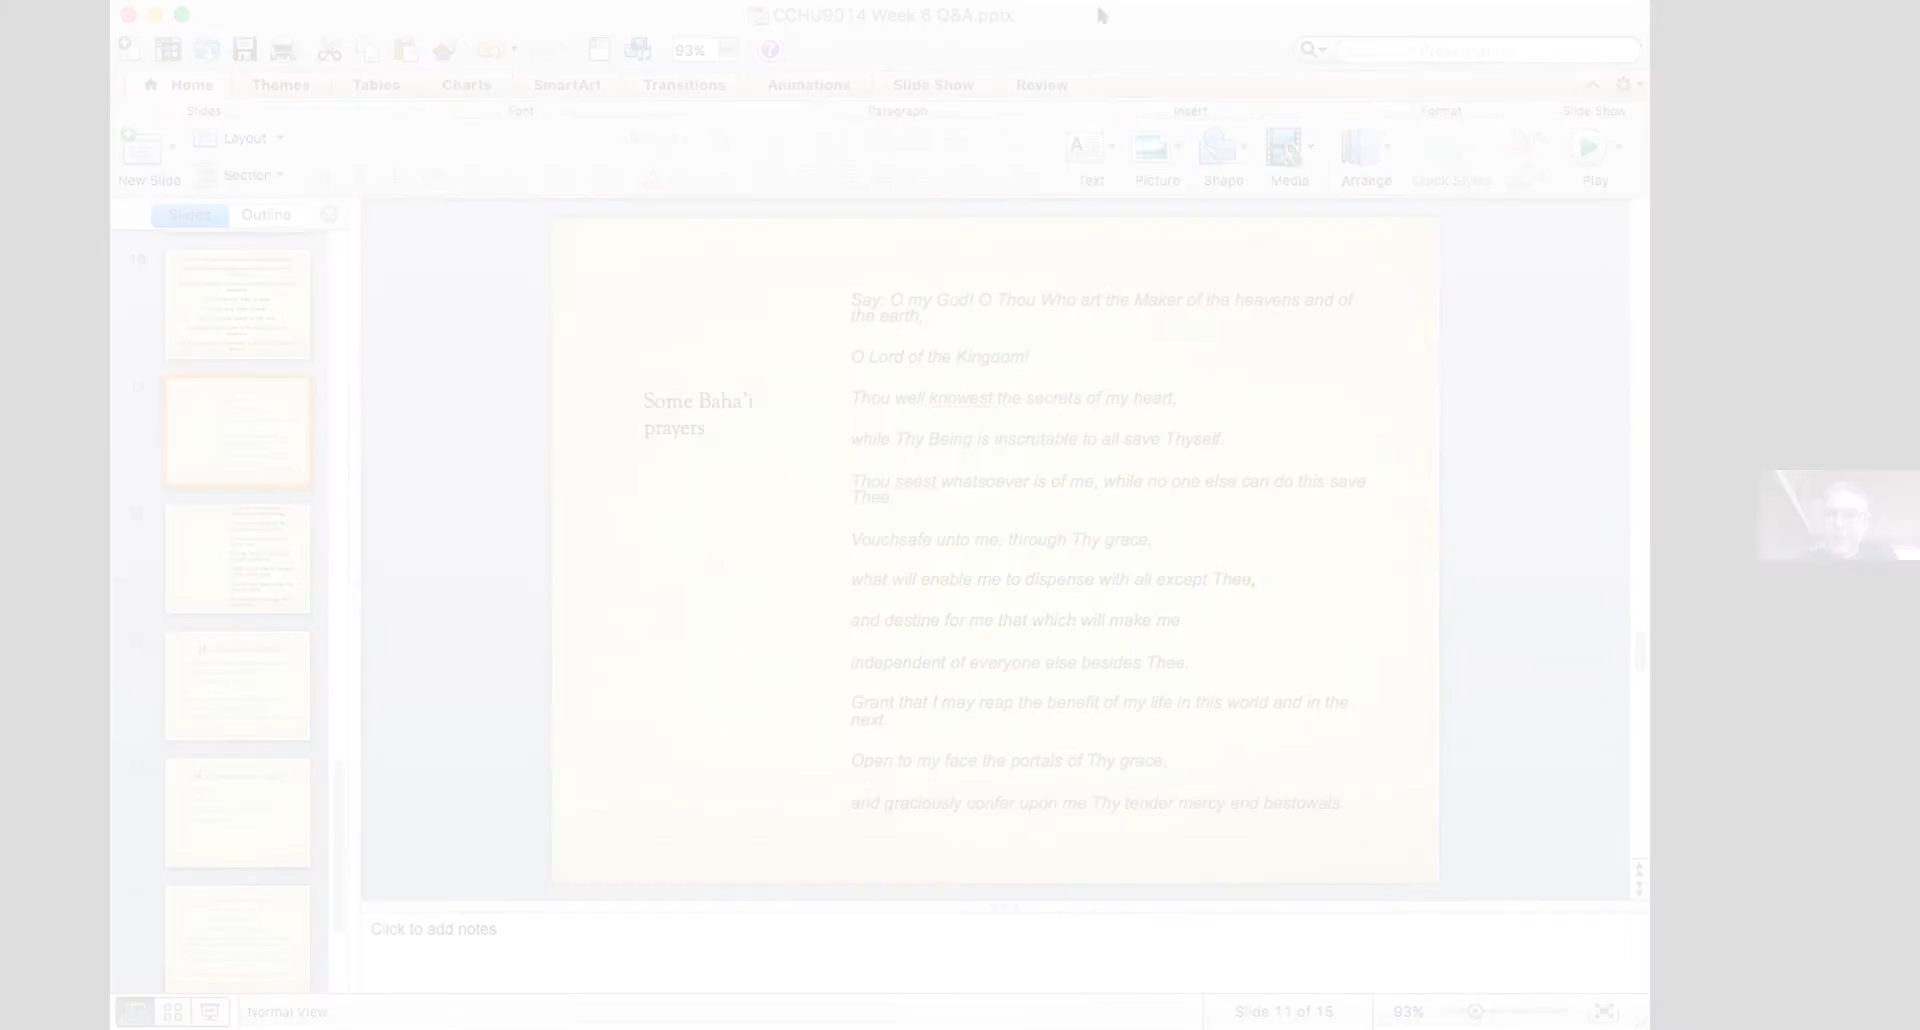 CCHU9014 Week 6 Q&A.pptx
93%
Home Themes Tables Charts SmartArt Transitions Animations Slide Show Review
Slides Font Paragraph Insert Format Slide Show
Layout
Section
New Slide Text Picture Shape Media Arrange Quick Styles Play
Slides Outline
10
11
Some Baha'i
prayers
Say: O my God! O Thou Who art the Maker of the heavens and of
the earth,
O Lord of the Kingdom!
Thou well knowest the secrets of my heart,
while Thy Being is inscrutable to all save Thyself.
Thou seest whatsoever is of me, while no one else can do this save
Thee.
Vouchsafe unto me, through Thy grace,
what will enable me to dispense with all except Thee,
and destine for me that which will make me
independent of everyone else besides Thee.
Grant that I may reap the benefit of my life in this world and in the
next.
Open to my face the portals of Thy grace,
and graciously confer upon me Thy tender mercy and bestowals.
Click to add notes
Normal View Slide 11 of 15 93%